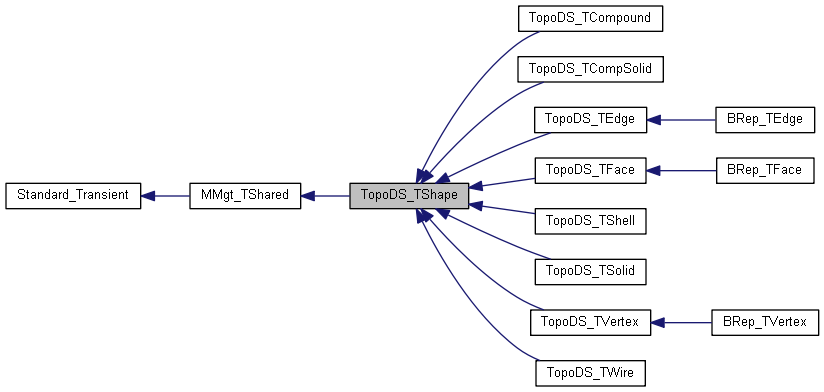 TopoDS_TCompound
TopoDS_TCompSolid
TopoDS_TEdge
BRep_TEdge
TopoDS_TFace
BRep_TFace
Standard_Transient
MMgt_TShared
TopoDS_TShape
TopoDS_TShell
TopoDS_TSolid
TopoDS_TVertex
BRep_TVertex
TopoDS_TWire